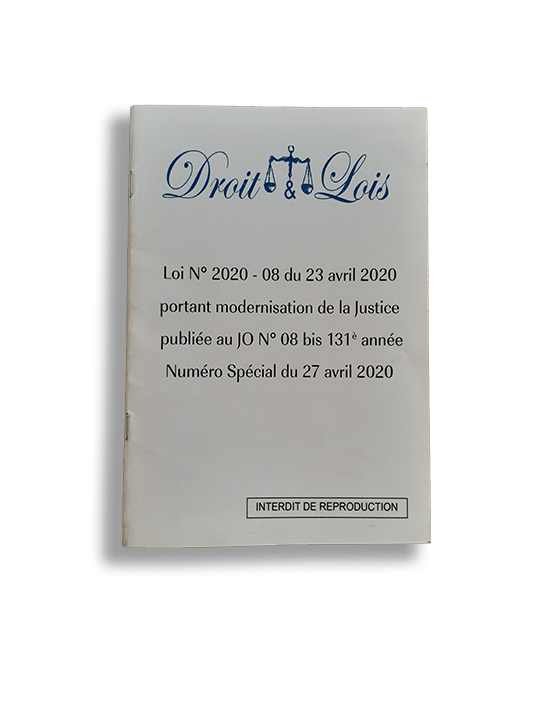 Droit & Lois
Loi N° 2020 - 08 du 23 avril 2020
portant modernisation de la Justice
publiée au JO N° 08 bis 131è année
Numéro Spécial du 27 avril 2020
INTERDIT DE REPRODUCTION